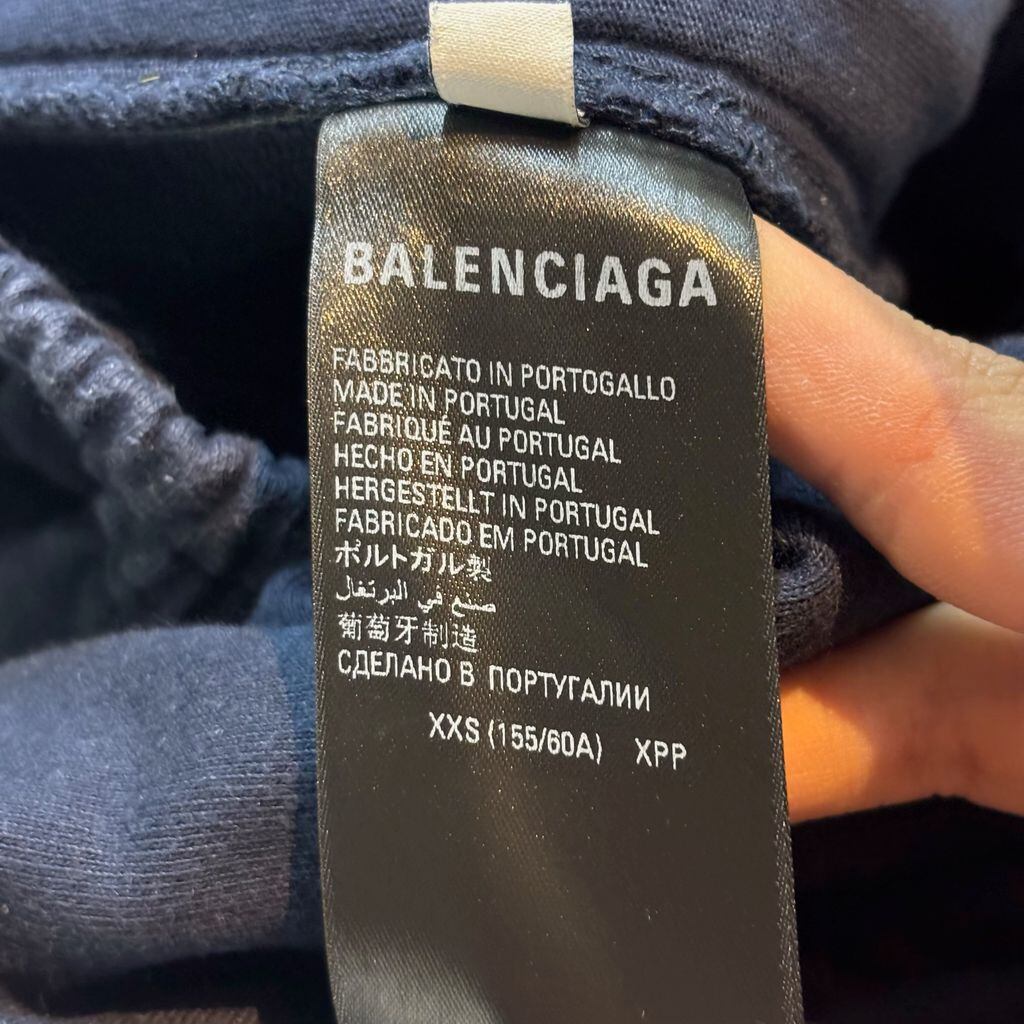 BALENCIAGA
FABBRICATO IN PORTOGALLO
MADE IN PORTUGAL
FABRIQUÉ AU PORTUGAL
HECHO EN PORTUGAL
HERGESTELLT IN PORTUGAL
FABRICADO EM PORTUGAL
ポルトガル製
صنع في البرتغال
葡萄牙制造
СДЕЛАНО В ПОРТУГАЛИИ
XXS (155/60A) XPP